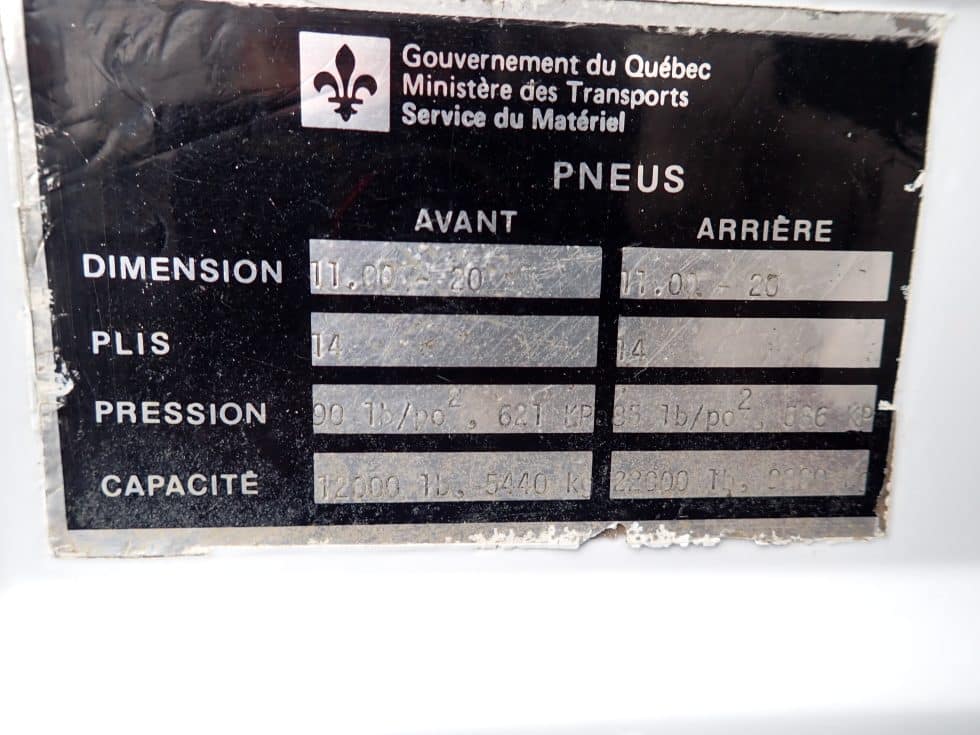 Gouvernement du Québec
Ministère des Transports
Service du Matériel
PNEUS
AVANT ARRIÈRE
DIMENSION 11.00 - 20 11.00 - 20
PLIS 14 14
PRESSION 90 lb/po², 621 KPa 85 lb/po², 586 KP
CAPACITÉ 12000 lb, 5440 kg 22000 lb,